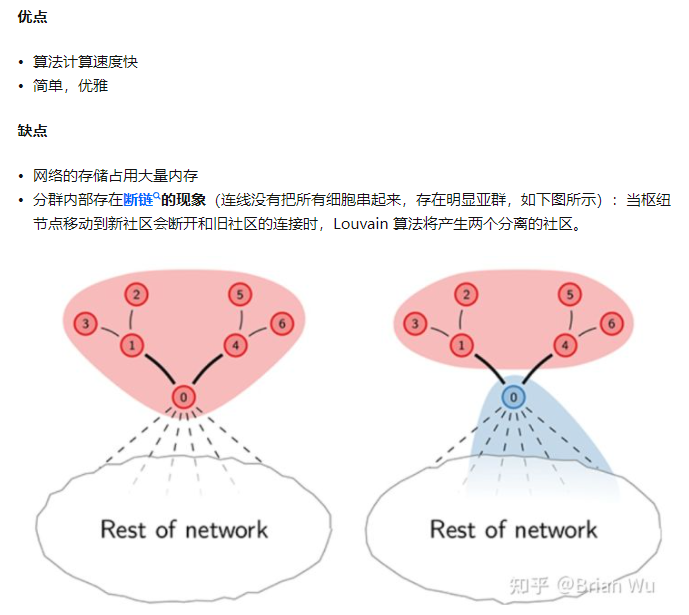 优点
• 算法计算速度快
• 简单，优雅
缺点
• 网络的存储占用大量内存
• 分群内部存在断链的现象（连线没有把所有细胞串起来，存在明显亚群，如下图所示）：当枢纽
节点移动到新社区会断开和旧社区的连接时，Louvain 算法将产生两个分离的社区。
2 5 2 5
3 6 3 6
1 4 1 4
0 0
Rest of network Rest of network
知乎 @Brian Wu